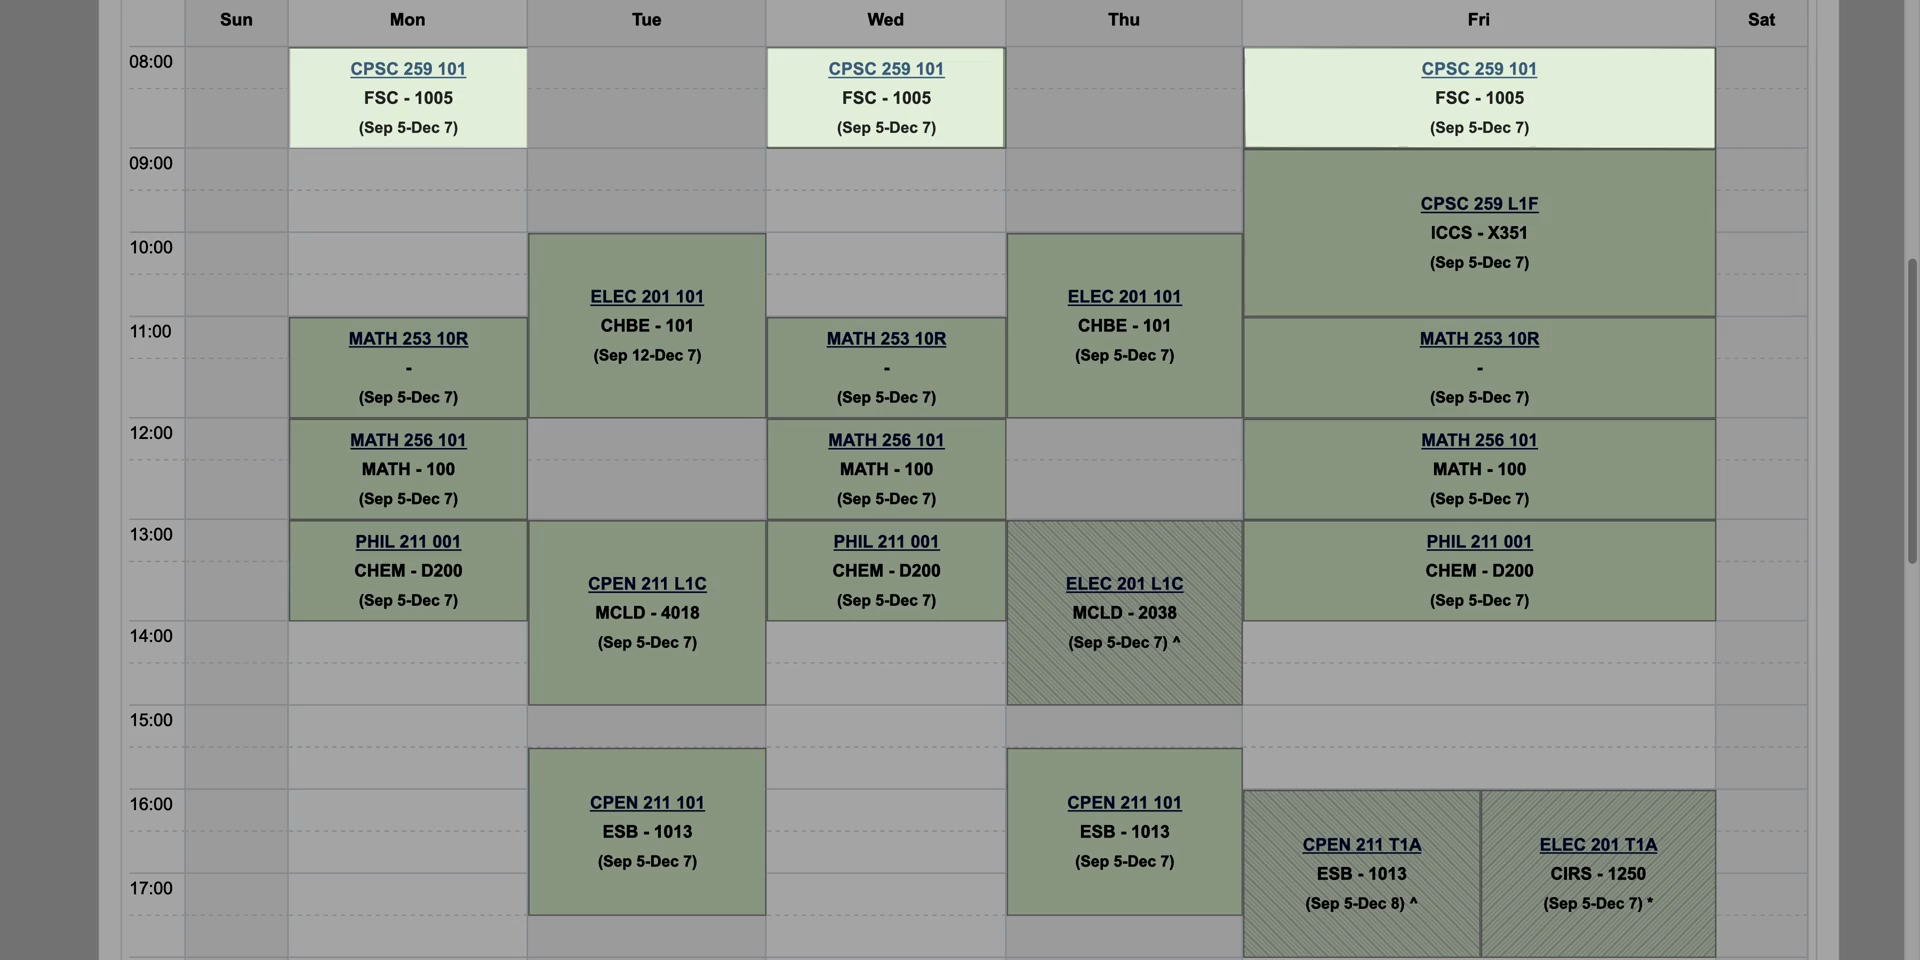 Sun Mon Tue Wed Thu Fri Sat
08:00
CPSC 259 101
FSC - 1005
(Sep 5-Dec 7)
CPSC 259 101
FSC - 1005
(Sep 5-Dec 7)
CPSC 259 101
FSC - 1005
(Sep 5-Dec 7)
09:00
CPSC 259 L1F
ICCS - X351
(Sep 5-Dec 7)
10:00
ELEC 201 101
CHBE - 101
(Sep 12-Dec 7)
ELEC 201 101
CHBE - 101
(Sep 5-Dec 7)
11:00
MATH 253 10R
-
(Sep 5-Dec 7)
MATH 253 10R
-
(Sep 5-Dec 7)
MATH 253 10R
-
(Sep 5-Dec 7)
12:00
MATH 256 101
MATH - 100
(Sep 5-Dec 7)
MATH 256 101
MATH - 100
(Sep 5-Dec 7)
MATH 256 101
MATH - 100
(Sep 5-Dec 7)
13:00
PHIL 211 001
CHEM - D200
(Sep 5-Dec 7)
CPEN 211 L1C
MCLD - 4018
(Sep 5-Dec 7)
PHIL 211 001
CHEM - D200
(Sep 5-Dec 7)
ELEC 201 L1C
MCLD - 2038
(Sep 5-Dec 7) ^
PHIL 211 001
CHEM - D200
(Sep 5-Dec 7)
14:00
15:00
CPEN 211 101
ESB - 1013
(Sep 5-Dec 7)
CPEN 211 101
ESB - 1013
(Sep 5-Dec 7)
16:00
CPEN 211 T1A
ESB - 1013
(Sep 5-Dec 8) ^
ELEC 201 T1A
CIRS - 1250
(Sep 5-Dec 7) *
17:00